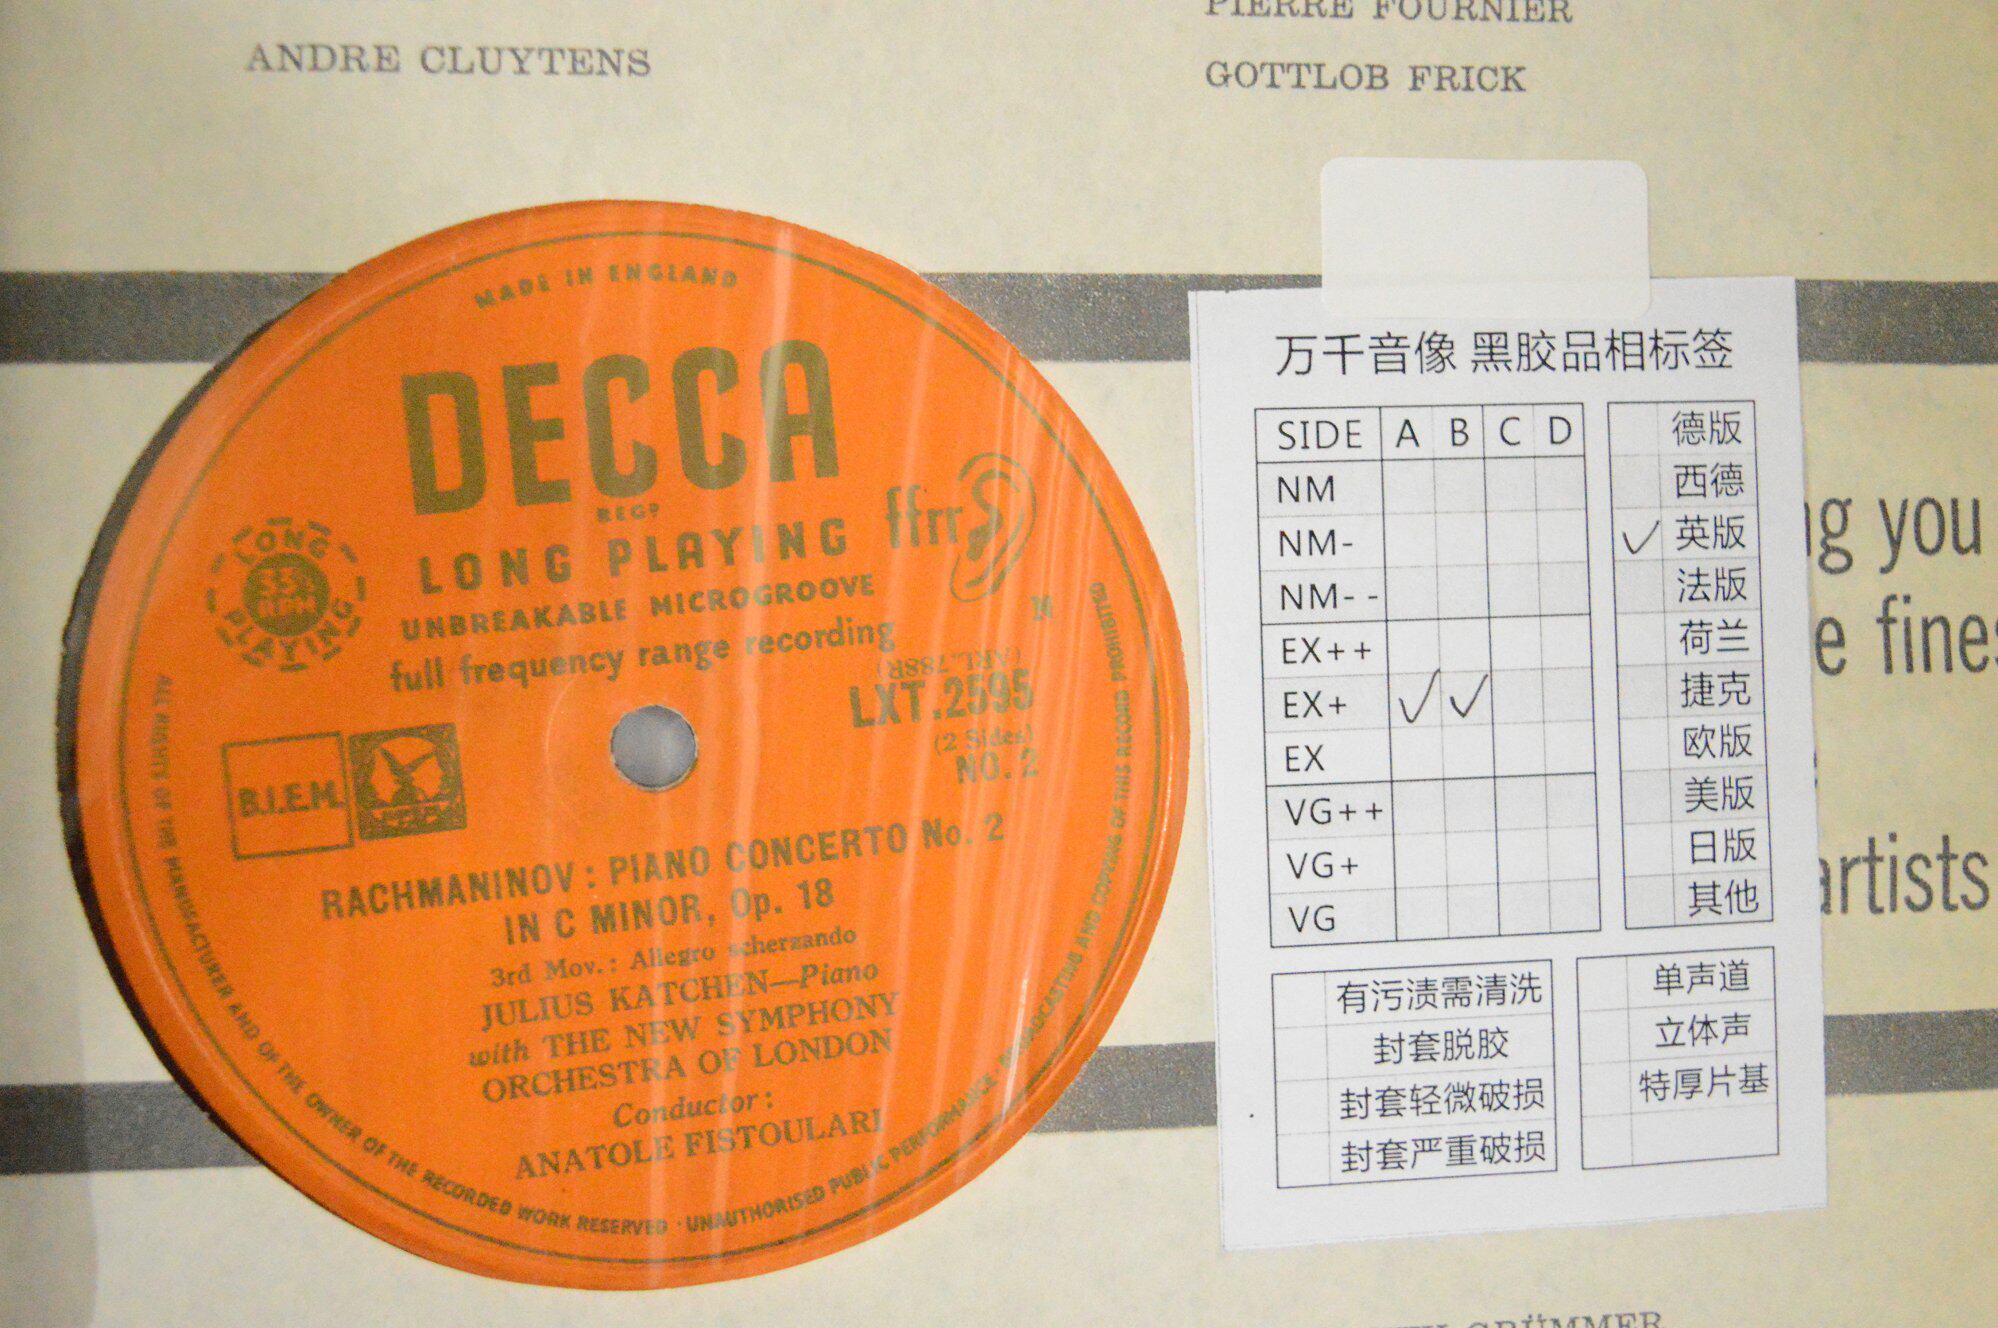 ANDRE CLUYTENS
PIERRE FOURNIER
GOTTLOB FRICK
MADE IN ENGLAND
DECCA
REGD
LONG PLAYING
UNBREAKABLE MICROGROOVE
full frequency range recording
ffrr
LONG
33⅓
RPM
PLAYING
(ARL.788R)
LXT.2595
(2 Sides)
NO. 2
B.I.E.M.
RACHMANINOV : PIANO CONCERTO No. 2
IN C MINOR, Op. 18
3rd Mov.: Allegro scherzando
JULIUS KATCHEN—Piano
with THE NEW SYMPHONY
ORCHESTRA OF LONDON
Conductor:
ANATOLE FISTOULARI
ALL RIGHTS OF THE MANUFACTURER AND OF THE OWNER OF THE RECORDED WORK RESERVED · UNAUTHORISED PUBLIC PERFORMANCE · BROADCASTING AND COPYING OF THIS RECORD PROHIBITED
万千音像 黑胶品相标签
SIDE A B C D
NM
NM-
NM--
EX++
EX+ ✓ ✓
EX
VG++
VG+
VG
德版
西德
✓ 英版
法版
荷兰
捷克
欧版
美版
日版
其他
有污渍需清洗
封套脱胶
封套轻微破损
封套严重破损
单声道
立体声
特厚片基
you
artists